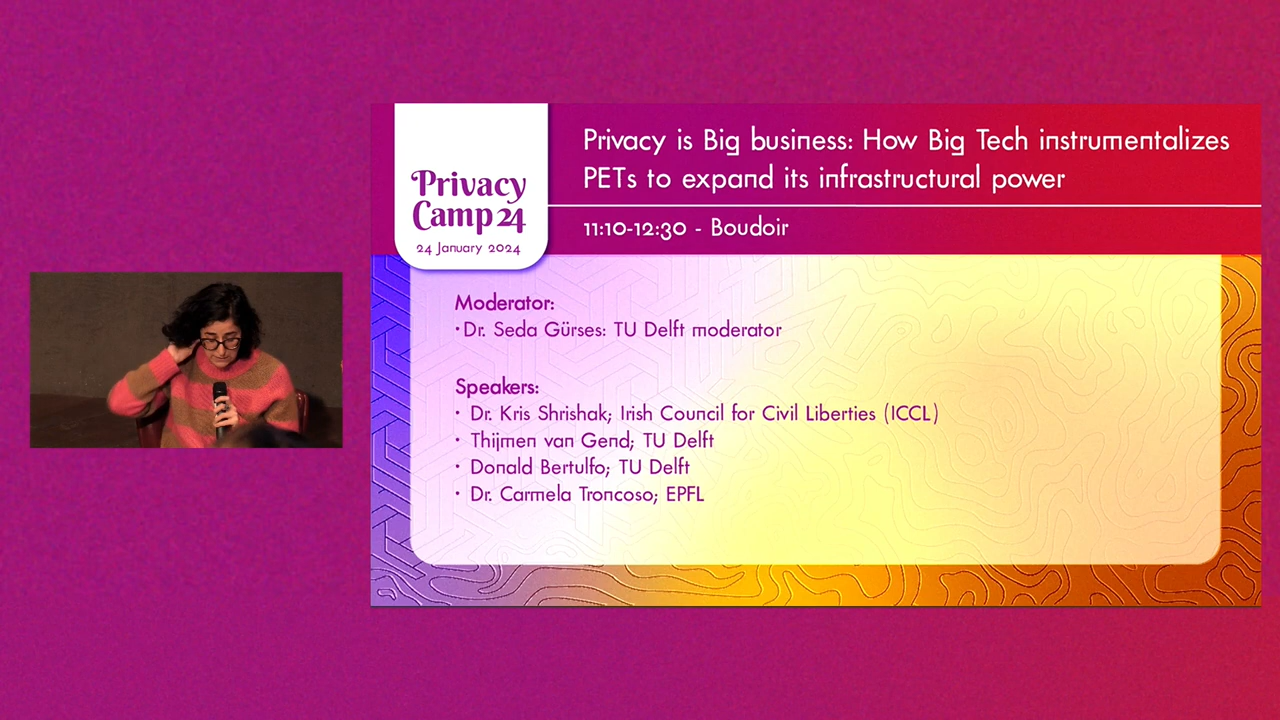 Privacy
Camp 24
24 January 2024
Privacy is Big business: How Big Tech instrumentalizes
PETs to expand its infrastructural power
11:10-12:30 - Boudoir
Moderator:
• Dr. Seda Gürses: TU Delft moderator
Speakers:
• Dr. Kris Shrishak; Irish Council for Civil Liberties (ICCL)
• Thijmen van Gend; TU Delft
• Donald Bertulfo; TU Delft
• Dr. Carmela Troncoso; EPFL